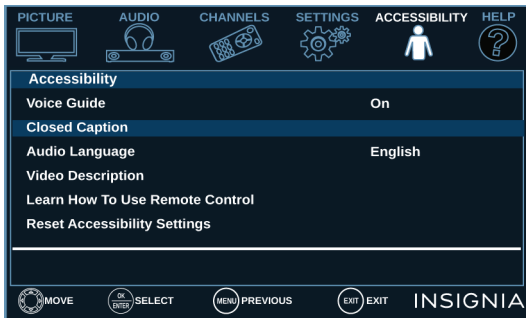 PICTURE AUDIO CHANNELS SETTINGS ACCESSIBILITY HELP
?
Accessibility
Voice Guide On
Closed Caption
Audio Language English
Video Description
Learn How To Use Remote Control
Reset Accessibility Settings
MOVE OK ENTER SELECT MENU PREVIOUS EXIT EXIT INSIGNIA